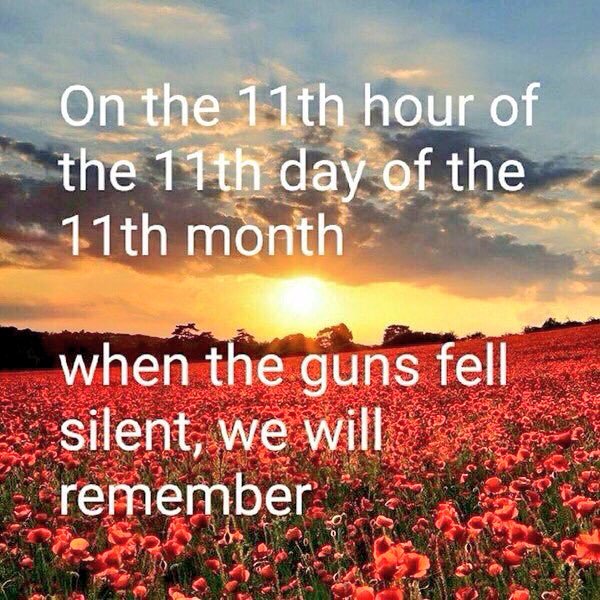 On the 11th hour of
the 11th day of the
11th month
when the guns fell
silent, we will
remember